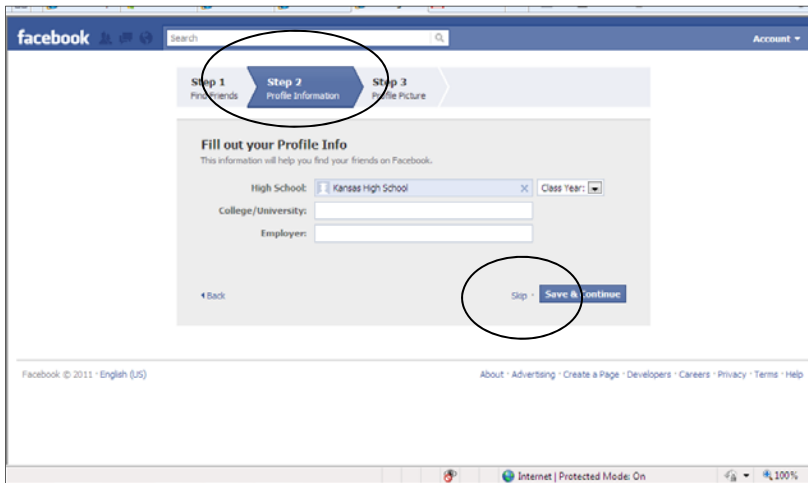 facebook Search Account
Step 1 Step 2 Step 3
Find Friends Profile Information Profile Picture
Fill out your Profile Info
This information will help you find your friends on Facebook.
High School: Kansas High School Class Year:
College/University:
Employer:
Back Skip · Save & Continue
Facebook © 2011 · English (US) About · Advertising · Create a Page · Developers · Careers · Privacy · Terms · Help
Internet | Protected Mode: On 100%